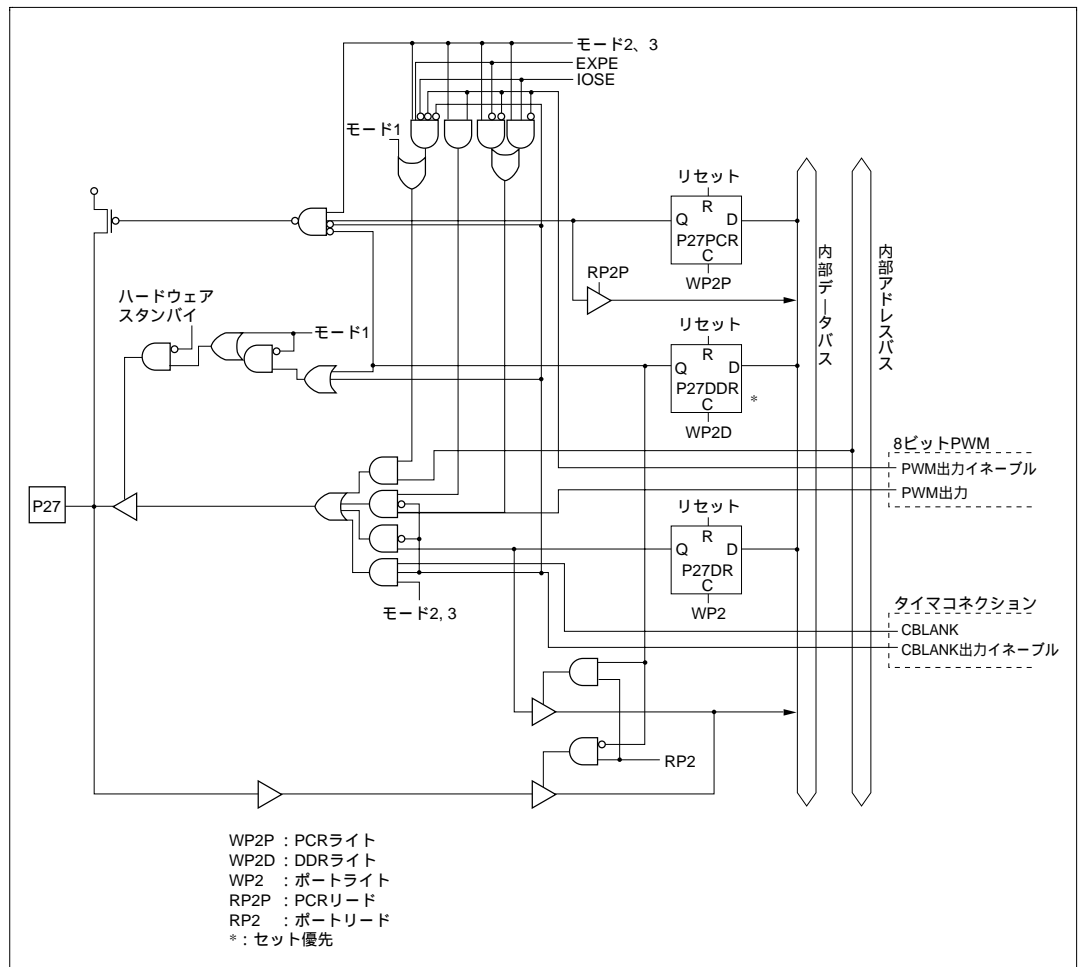 モード2、3
EXPE
IOSE
モード1
リセット
R
Q D
P27PCR
C
WP2P
RP2P
ハードウェア
スタンバイ
モード1
リセット
R
Q D
P27DDR
C
*
WP2D
内部データバス
内部アドレスバス
8ビットPWM
PWM出力イネーブル
PWM出力
P27
リセット
R
Q D
P27DR
C
WP2
モード2, 3
タイマコネクション
CBLANK
CBLANK出力イネーブル
RP2
WP2P : PCRライト
WP2D : DDRライト
WP2 : ポートライト
RP2P : PCRリード
RP2 : ポートリード
* : セット優先